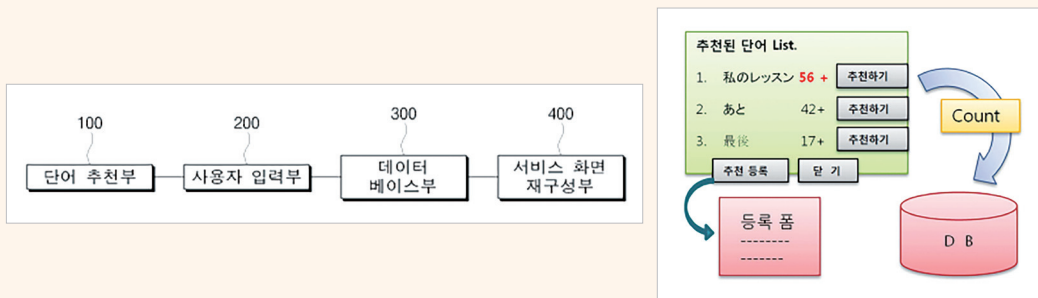 100
200
300
400
단어 추천부
사용자 입력부
데이터
베이스부
서비스 화면
재구성부
추천된 단어 List.
1. 私のレッスン 56 + 추천하기
2. あと 42+ 추천하기
3. 最後 17+ 추천하기
추천 등록
닫 기
Count
등록 폼
--------
-------
D B